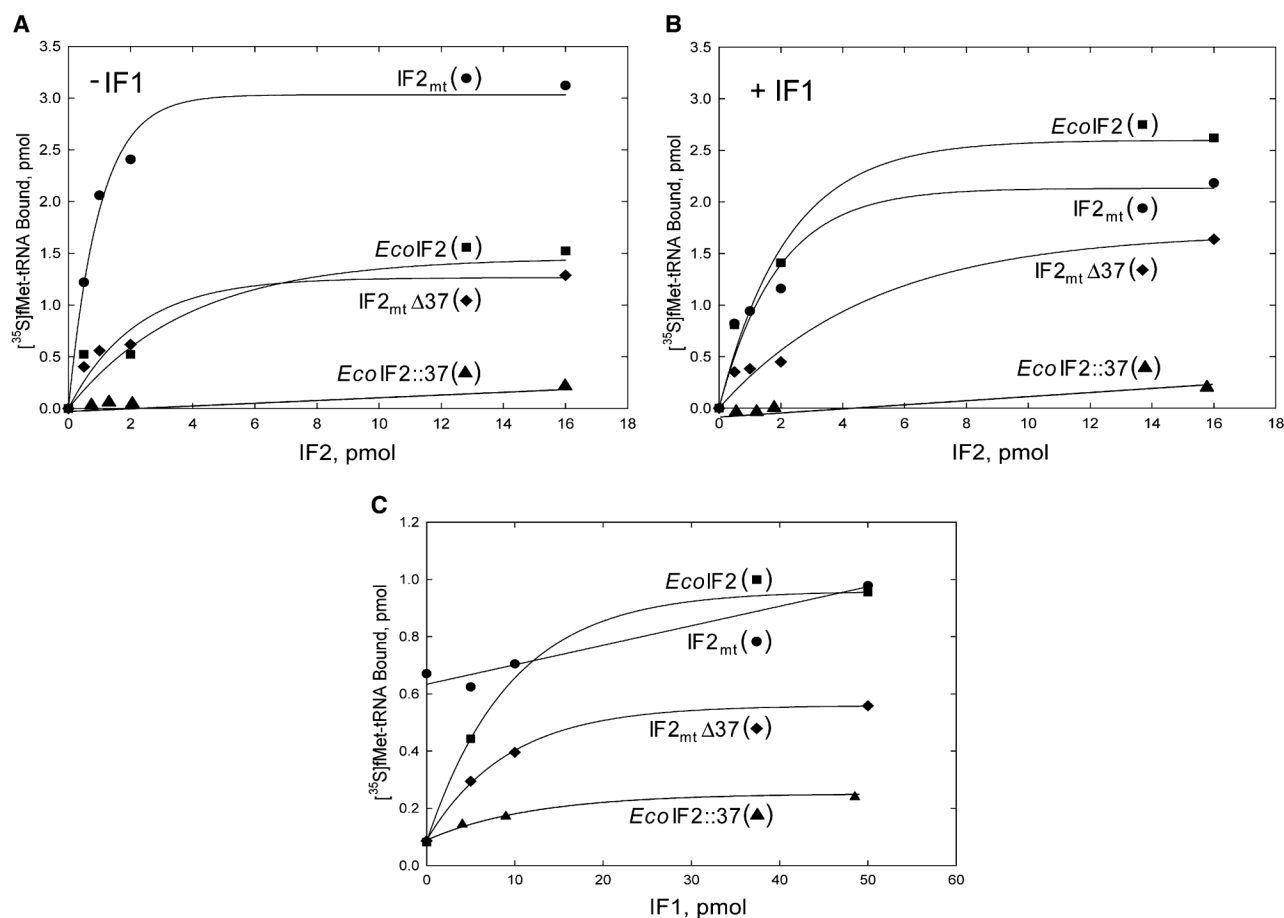 A
- IF1
IF2mt(●)
EcoIF2(■)
IF2mt Δ37(◆)
EcoIF2::37(▲)
[³⁵S]fMet-tRNA Bound, pmol
3.5
3.0
2.5
2.0
1.5
1.0
0.5
0.0
0 2 4 6 8 10 12 14 16 18
IF2, pmol
B
+ IF1
EcoIF2(■)
IF2mt(●)
IF2mt Δ37(◆)
EcoIF2::37(▲)
[³⁵S]fMet-tRNA Bound, pmol
3.5
3.0
2.5
2.0
1.5
1.0
0.5
0.0
0 2 4 6 8 10 12 14 16 18
IF2, pmol
C
EcoIF2(■)
IF2mt(●)
IF2mt Δ37(◆)
EcoIF2::37(▲)
[³⁵S]fMet-tRNA Bound, pmol
1.2
1.0
0.8
0.6
0.4
0.2
0.0
0 10 20 30 40 50 60
IF1, pmol